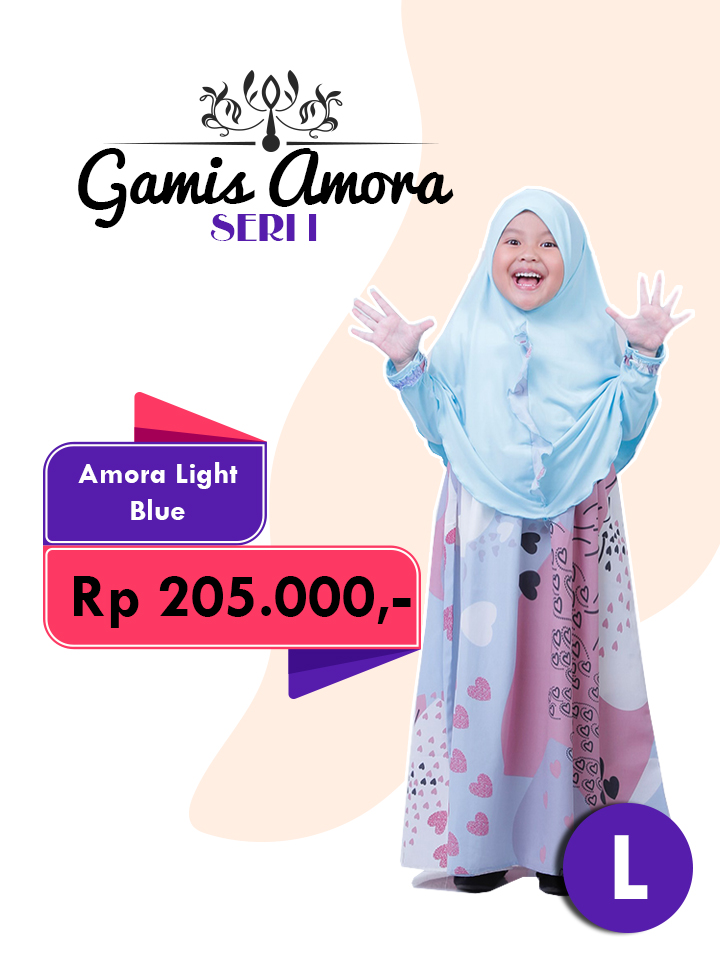 Gamis Amora
SERI I
Amora Light
Blue
Rp 205.000,-
L